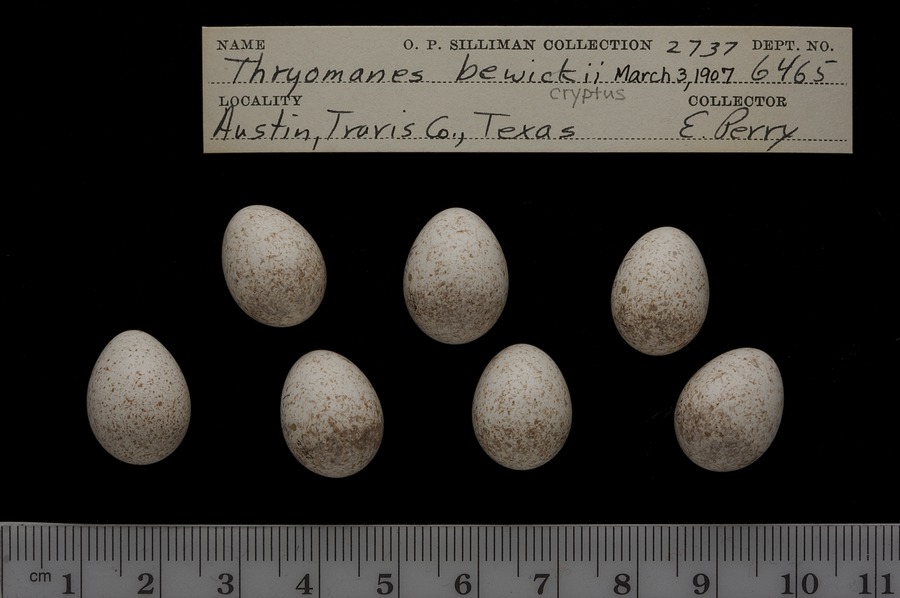 NAME O. P. SILLIMAN COLLECTION 2737 DEPT. NO.
Thryomanes bewickii March 3, 1907 6465
cryptus
LOCALITY COLLECTOR
Austin, Travis Co., Texas E. Perry
cm 1 2 3 4 5 6 7 8 9 10 11